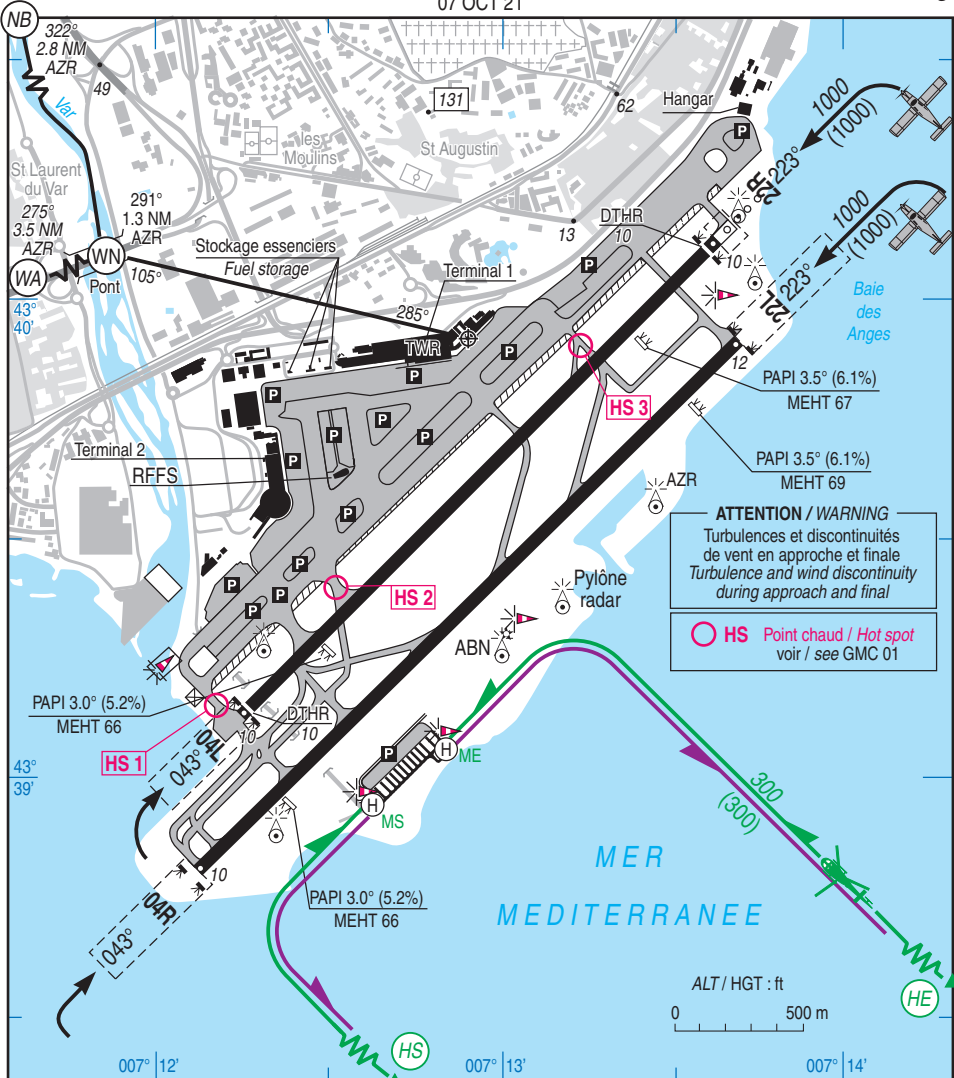 07 OCT 21
NB
322°
2.8 NM
AZR
49
Var
131
62
Hangar
P
1000
(1000)
les
Moulins
St Augustin
St Laurent
du Var
22R 223°
275°
3.5 NM
AZR
291°
1.3 NM
AZR
13
DTHR
10
10
1000
(1000)
WA
WN
Pont
105°
Stockage essenciers
Fuel storage
Terminal 1
P
22L 223°
43°
40'
285°
TWR
P
P
Baie
des
Anges
12
HS 3
PAPI 3.5° (6.1%)
MEHT 67
P
P
P
Terminal 2
RFFS
P
PAPI 3.5° (6.1%)
MEHT 69
AZR
P
ATTENTION / WARNING
Turbulences et discontinuités
de vent en approche et finale
Turbulence and wind discontinuity
during approach and final
P
P
P
P
HS 2
Pylône
radar
ABN
HS Point chaud / Hot spot
voir / see GMC 01
PAPI 3.0° (5.2%)
MEHT 66
DTHR
10
10
HS 1
04L
043°
P
H
ME
43°
39'
H
MS
300
(300)
10
04R
043°
PAPI 3.0° (5.2%)
MEHT 66
MER
MEDITERRANEE
ALT / HGT : ft
0 500 m
HE
HS
007° 12'
007° 13'
007° 14'